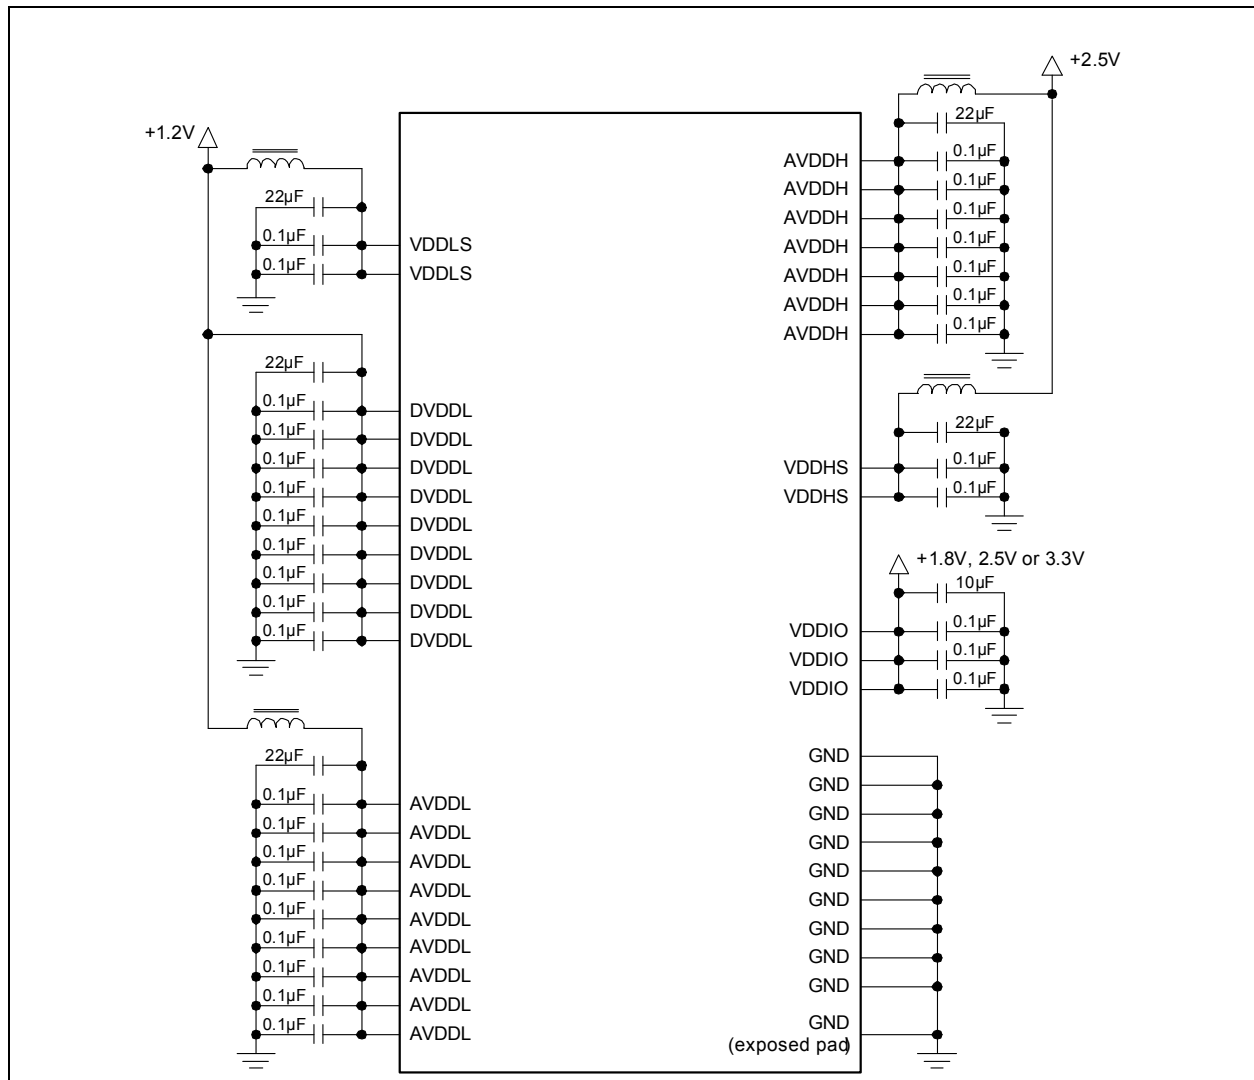 +1.2V
22µF
0.1µF
VDDLS
0.1µF
VDDLS
22µF
0.1µF
DVDDL
0.1µF
DVDDL
0.1µF
DVDDL
0.1µF
DVDDL
0.1µF
DVDDL
0.1µF
DVDDL
0.1µF
DVDDL
0.1µF
DVDDL
0.1µF
DVDDL
22µF
0.1µF
AVDDL
0.1µF
AVDDL
0.1µF
AVDDL
0.1µF
AVDDL
0.1µF
AVDDL
0.1µF
AVDDL
0.1µF
AVDDL
0.1µF
AVDDL
0.1µF
AVDDL
+2.5V
22µF
AVDDH
0.1µF
AVDDH
0.1µF
AVDDH
0.1µF
AVDDH
0.1µF
AVDDH
0.1µF
AVDDH
0.1µF
AVDDH
0.1µF
22µF
VDDHS
0.1µF
VDDHS
0.1µF
+1.8V, 2.5V or 3.3V
10µF
VDDIO
0.1µF
VDDIO
0.1µF
VDDIO
0.1µF
GND
GND
GND
GND
GND
GND
GND
GND
GND
GND
(exposed pad)